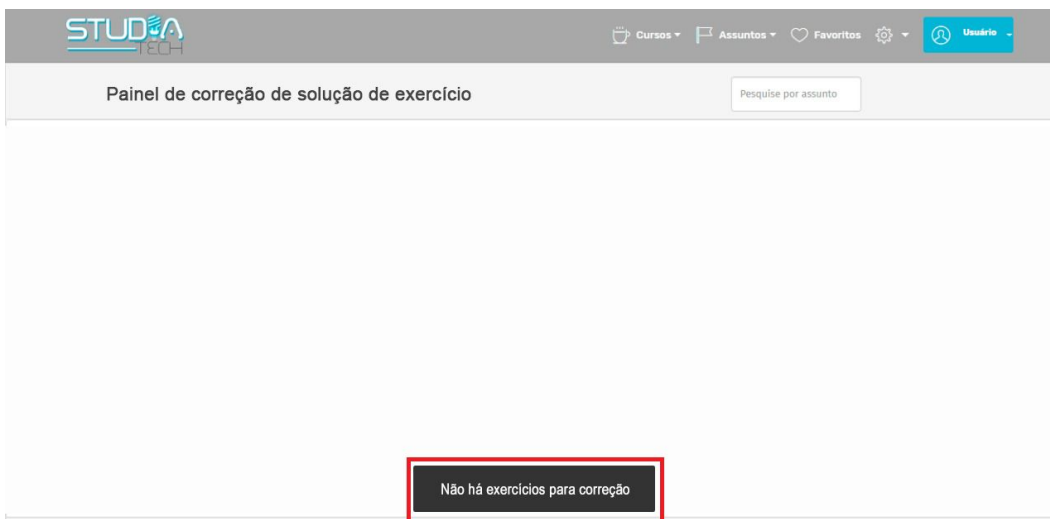 STUDIA
TECH
Cursos
Assuntos
Favoritos
Usuário
Painel de correção de solução de exercício
Pesquise por assunto
Não há exercícios para correção